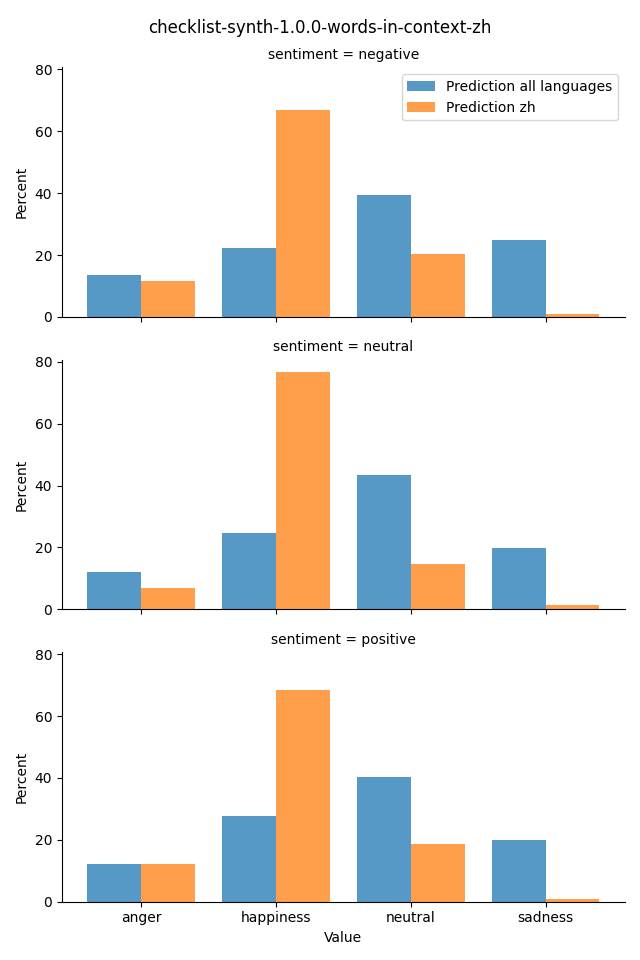 checklist-synth-1.0.0-words-in-context-zh
sentiment = negative
80
60
40
20
0
Percent
Prediction all languages
Prediction zh
sentiment = neutral
80
60
40
20
0
Percent
sentiment = positive
80
60
40
20
0
Percent
anger happiness neutral sadness
Value